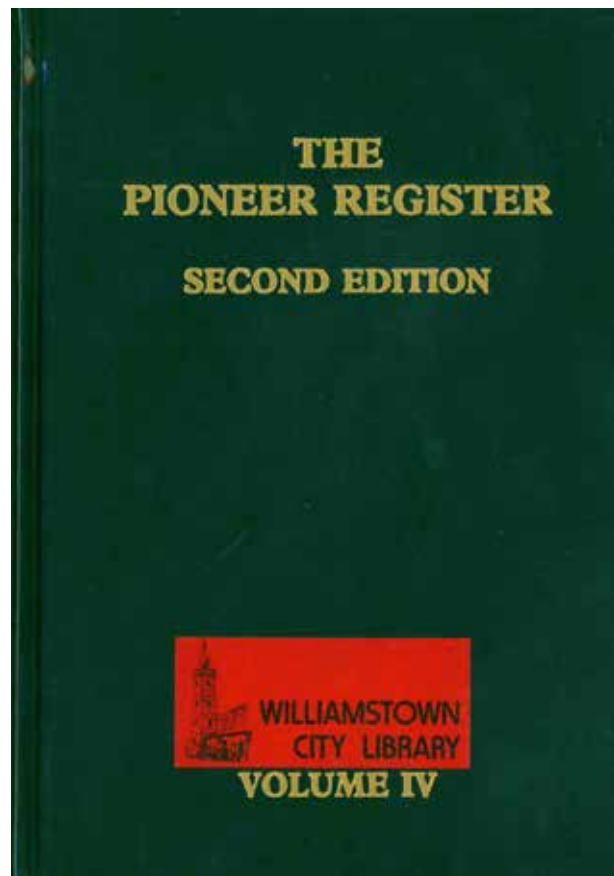 THE
PIONEER REGISTER
SECOND EDITION
WILLIAMSTOWN
CITY LIBRARY
VOLUME IV